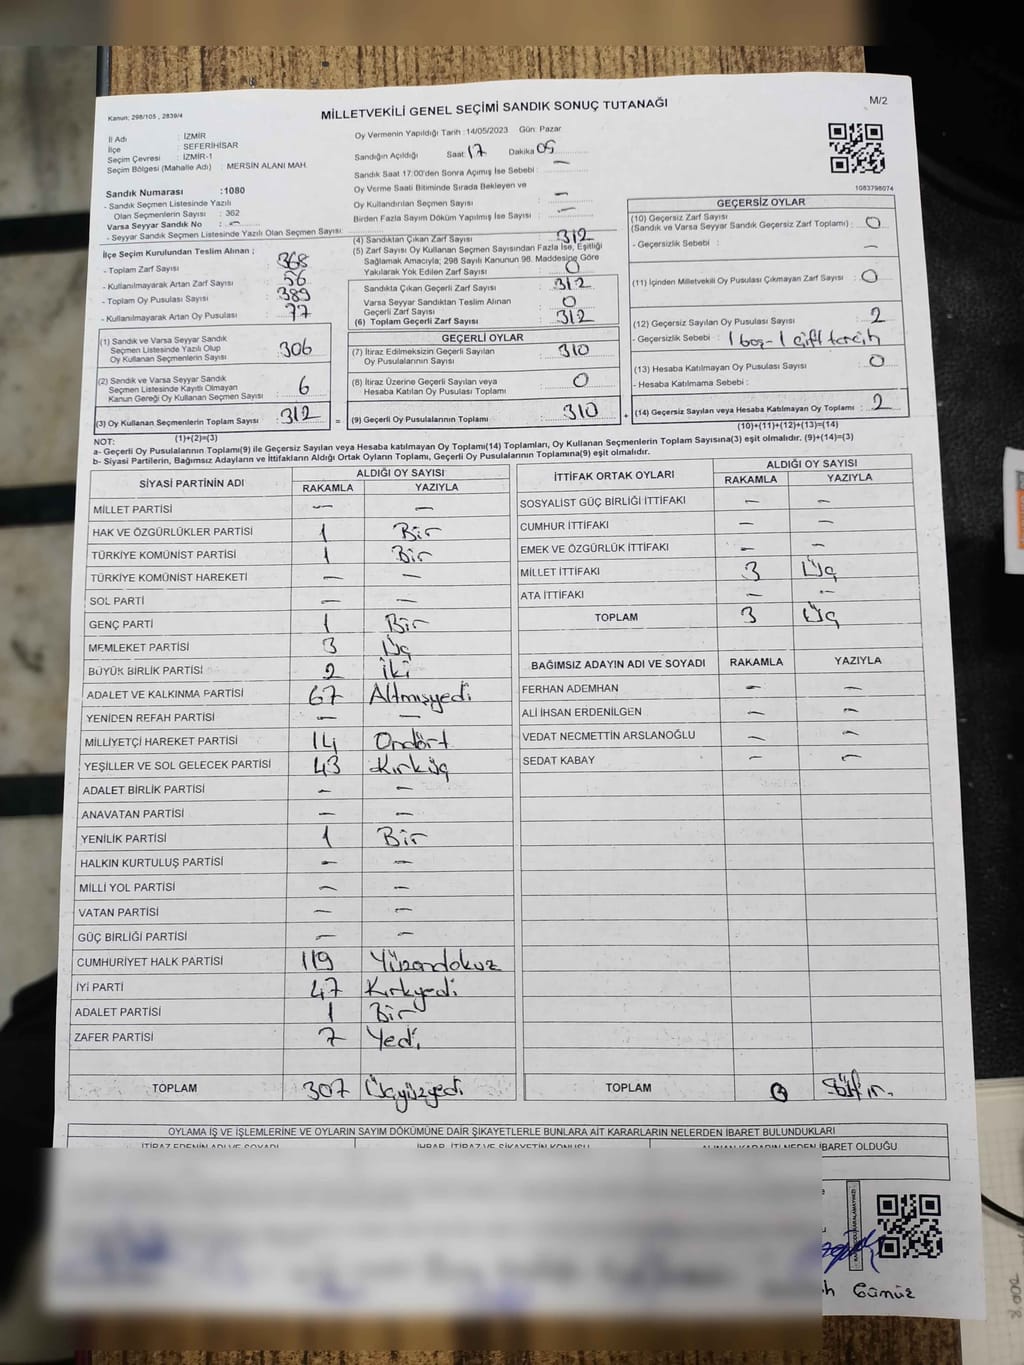 MİLLETVEKİLİ GENEL SEÇİMİ SANDIK SONUÇ TUTANAĞI
M/2
Kanun: 298/105 , 2839/4
İl Adı : İZMİR
İlçe : SEFERİHİSAR
Seçim Çevresi : İZMİR-1
Seçim Bölgesi (Mahalle Adı) : MERSİN ALANI MAH.
Sandık Numarası :1080
- Sandık Seçmen Listesinde Yazılı
Olan Seçmenlerin Sayısı : 362
Varsa Seyyar Sandık No : –
- Seyyar Sandık Seçmen Listesinde Yazılı Olan Seçmen Sayısı:
Oy Vermenin Yapıldığı Tarih :14/05/2023 Gün: Pazar
Sandığın Açıldığı Saat: 17 Dakika 05
Sandık Saat 17:00'den Sonra Açımış İse Sebebi : –
Oy Verme Saati Bitiminde Sırada Bekleyen ve
Oy Kullandırılan Seçmen Sayısı : –
Birden Fazla Sayım Döküm Yapılmış İse Sayısı : –
1083798074
İlçe Seçim Kurulundan Teslim Alınan ;
- Toplam Zarf Sayısı : 368
- Kullanılmayarak Artan Zarf Sayısı : 56
- Toplam Oy Pusulası Sayısı : 389
- Kullanılmayarak Artan Oy Pusulası : 77
(1) Sandık ve Varsa Seyyar Sandık
Seçmen Listesinde Yazılı Olup
Oy Kullanan Seçmenlerin Sayısı : 306
(2) Sandık ve Varsa Seyyar Sandık
Seçmen Listesinde Kayıtlı Olmayan
Kanun Gereği Oy Kullanan Seçmen Sayısı : 6
(3) Oy Kullanan Seçmenlerin Toplam Sayısı : 312
(1)+(2)=(3)
(4) Sandıktan Çıkan Zarf Sayısı : 312
(5) Zarf Sayısı Oy Kullanan Seçmen Sayısından Fazla İse, Eşitliği
Sağlamak Amacıyla; 298 Sayılı Kanunun 98. Maddesine Göre
Yakılarak Yok Edilen Zarf Sayısı : 0
Sandıkta Çıkan Geçerli Zarf Sayısı : 312
Varsa Seyyar Sandıktan Teslim Alınan
Geçerli Zarf Sayısı : 0
(6) Toplam Geçerli Zarf Sayısı : 312
GEÇERLİ OYLAR
(7) İtiraz Edilmeksizin Geçerli Sayılan
Oy Pusulalarının Sayısı : 310
(8) İtiraz Üzerine Geçerli Sayılan veya
Hesaba Katılan Oy Pusulası Toplamı : 0
= (9) Geçerli Oy Pusulalarının Toplamı : 310
GEÇERSİZ OYLAR
(10) Geçersiz Zarf Sayısı
(Sandık ve Varsa Seyyar Sandık Geçersiz Zarf Toplamı) : 0
- Geçersizlik Sebebi : –
(11) İçinden Milletvekili Oy Pusulası Çıkmayan Zarf Sayısı : 0
(12) Geçersiz Sayılan Oy Pusulası Sayısı : 2
- Geçersizlik Sebebi : 1 boş - 1 çift tercih
(13) Hesaba Katılmayan Oy Pusulası Sayısı : 0
- Hesaba Katılmama Sebebi :
+ (14) Geçersiz Sayılan veya Hesaba Katılmayan Oy Toplamı : 2
(10)+(11)+(12)+(13)=(14)
NOT:
a- Geçerli Oy Pusulalarının Toplamı(9) ile Geçersiz Sayılan veya Hesaba katılmayan Oy Toplamı(14) Toplamları, Oy Kullanan Seçmenlerin Toplam Sayısına(3) eşit olmalıdır. (9)+(14)=(3)
b- Siyasi Partilerin, Bağımsız Adayların ve İttifakların Aldığı Ortak Oyların Toplamı, Geçerli Oy Pusulalarının Toplamına(9) eşit olmalıdır.
SİYASİ PARTİNİN ADI ALDIĞI OY SAYISI
RAKAMLA YAZIYLA
MİLLET PARTİSİ – –
HAK VE ÖZGÜRLÜKLER PARTİSİ 1 Bir
TÜRKİYE KOMÜNİST PARTİSİ 1 Bir
TÜRKİYE KOMÜNİST HAREKETİ – –
SOL PARTİ – –
GENÇ PARTİ 1 Bir
MEMLEKET PARTİSİ 3 Üç
BÜYÜK BİRLİK PARTİSİ 2 İki
ADALET VE KALKINMA PARTİSİ 67 Altmışyedi
YENİDEN REFAH PARTİSİ – –
MİLLİYETÇİ HAREKET PARTİSİ 14 Ondört
YEŞİLLER VE SOL GELECEK PARTİSİ 43 Kırküç
ADALET BİRLİK PARTİSİ – –
ANAVATAN PARTİSİ – –
YENİLİK PARTİSİ 1 Bir
HALKIN KURTULUŞ PARTİSİ – –
MİLLİ YOL PARTİSİ – –
VATAN PARTİSİ – –
GÜÇ BİRLİĞİ PARTİSİ – –
CUMHURİYET HALK PARTİSİ 119 Yüzondokuz
İYİ PARTİ 47 Kırkyedi
ADALET PARTİSİ 1 Bir
ZAFER PARTİSİ 7 Yedi
TOPLAM 307 Üçyüzyedi
İTTİFAK ORTAK OYLARI ALDIĞI OY SAYISI
RAKAMLA YAZIYLA
SOSYALIST GÜÇ BİRLİĞİ İTTİFAKI – –
CUMHUR İTTİFAKI – –
EMEK VE ÖZGÜRLÜK İTTİFAKI – –
MİLLET İTTİFAKI 3 Üç
ATA İTTİFAKI – –
TOPLAM 3 Üç
BAĞIMSIZ ADAYIN ADI VE SOYADI RAKAMLA YAZIYLA
FERHAN ADEMHAN – –
ALİ İHSAN ERDENİLGEN – –
VEDAT NECMETTİN ARSLANOĞLU – –
SEDAT KABAY – –
TOPLAM 0
OYLAMA İŞ VE İŞLEMLERİNE VE OYLARIN SAYIM DÖKÜMÜNE DAİR ŞİKAYETLERLE BUNLARA AİT KARARLARIN NELERDEN İBARET BULUNDUKLARI
İTİRAZ EDENİN ADI VE SOYADI İHBAR, İTİRAZ VE ŞİKAYETİN KONUSU ALINAN KARARIN NEDEN İBARET OLDUĞU
Günüz